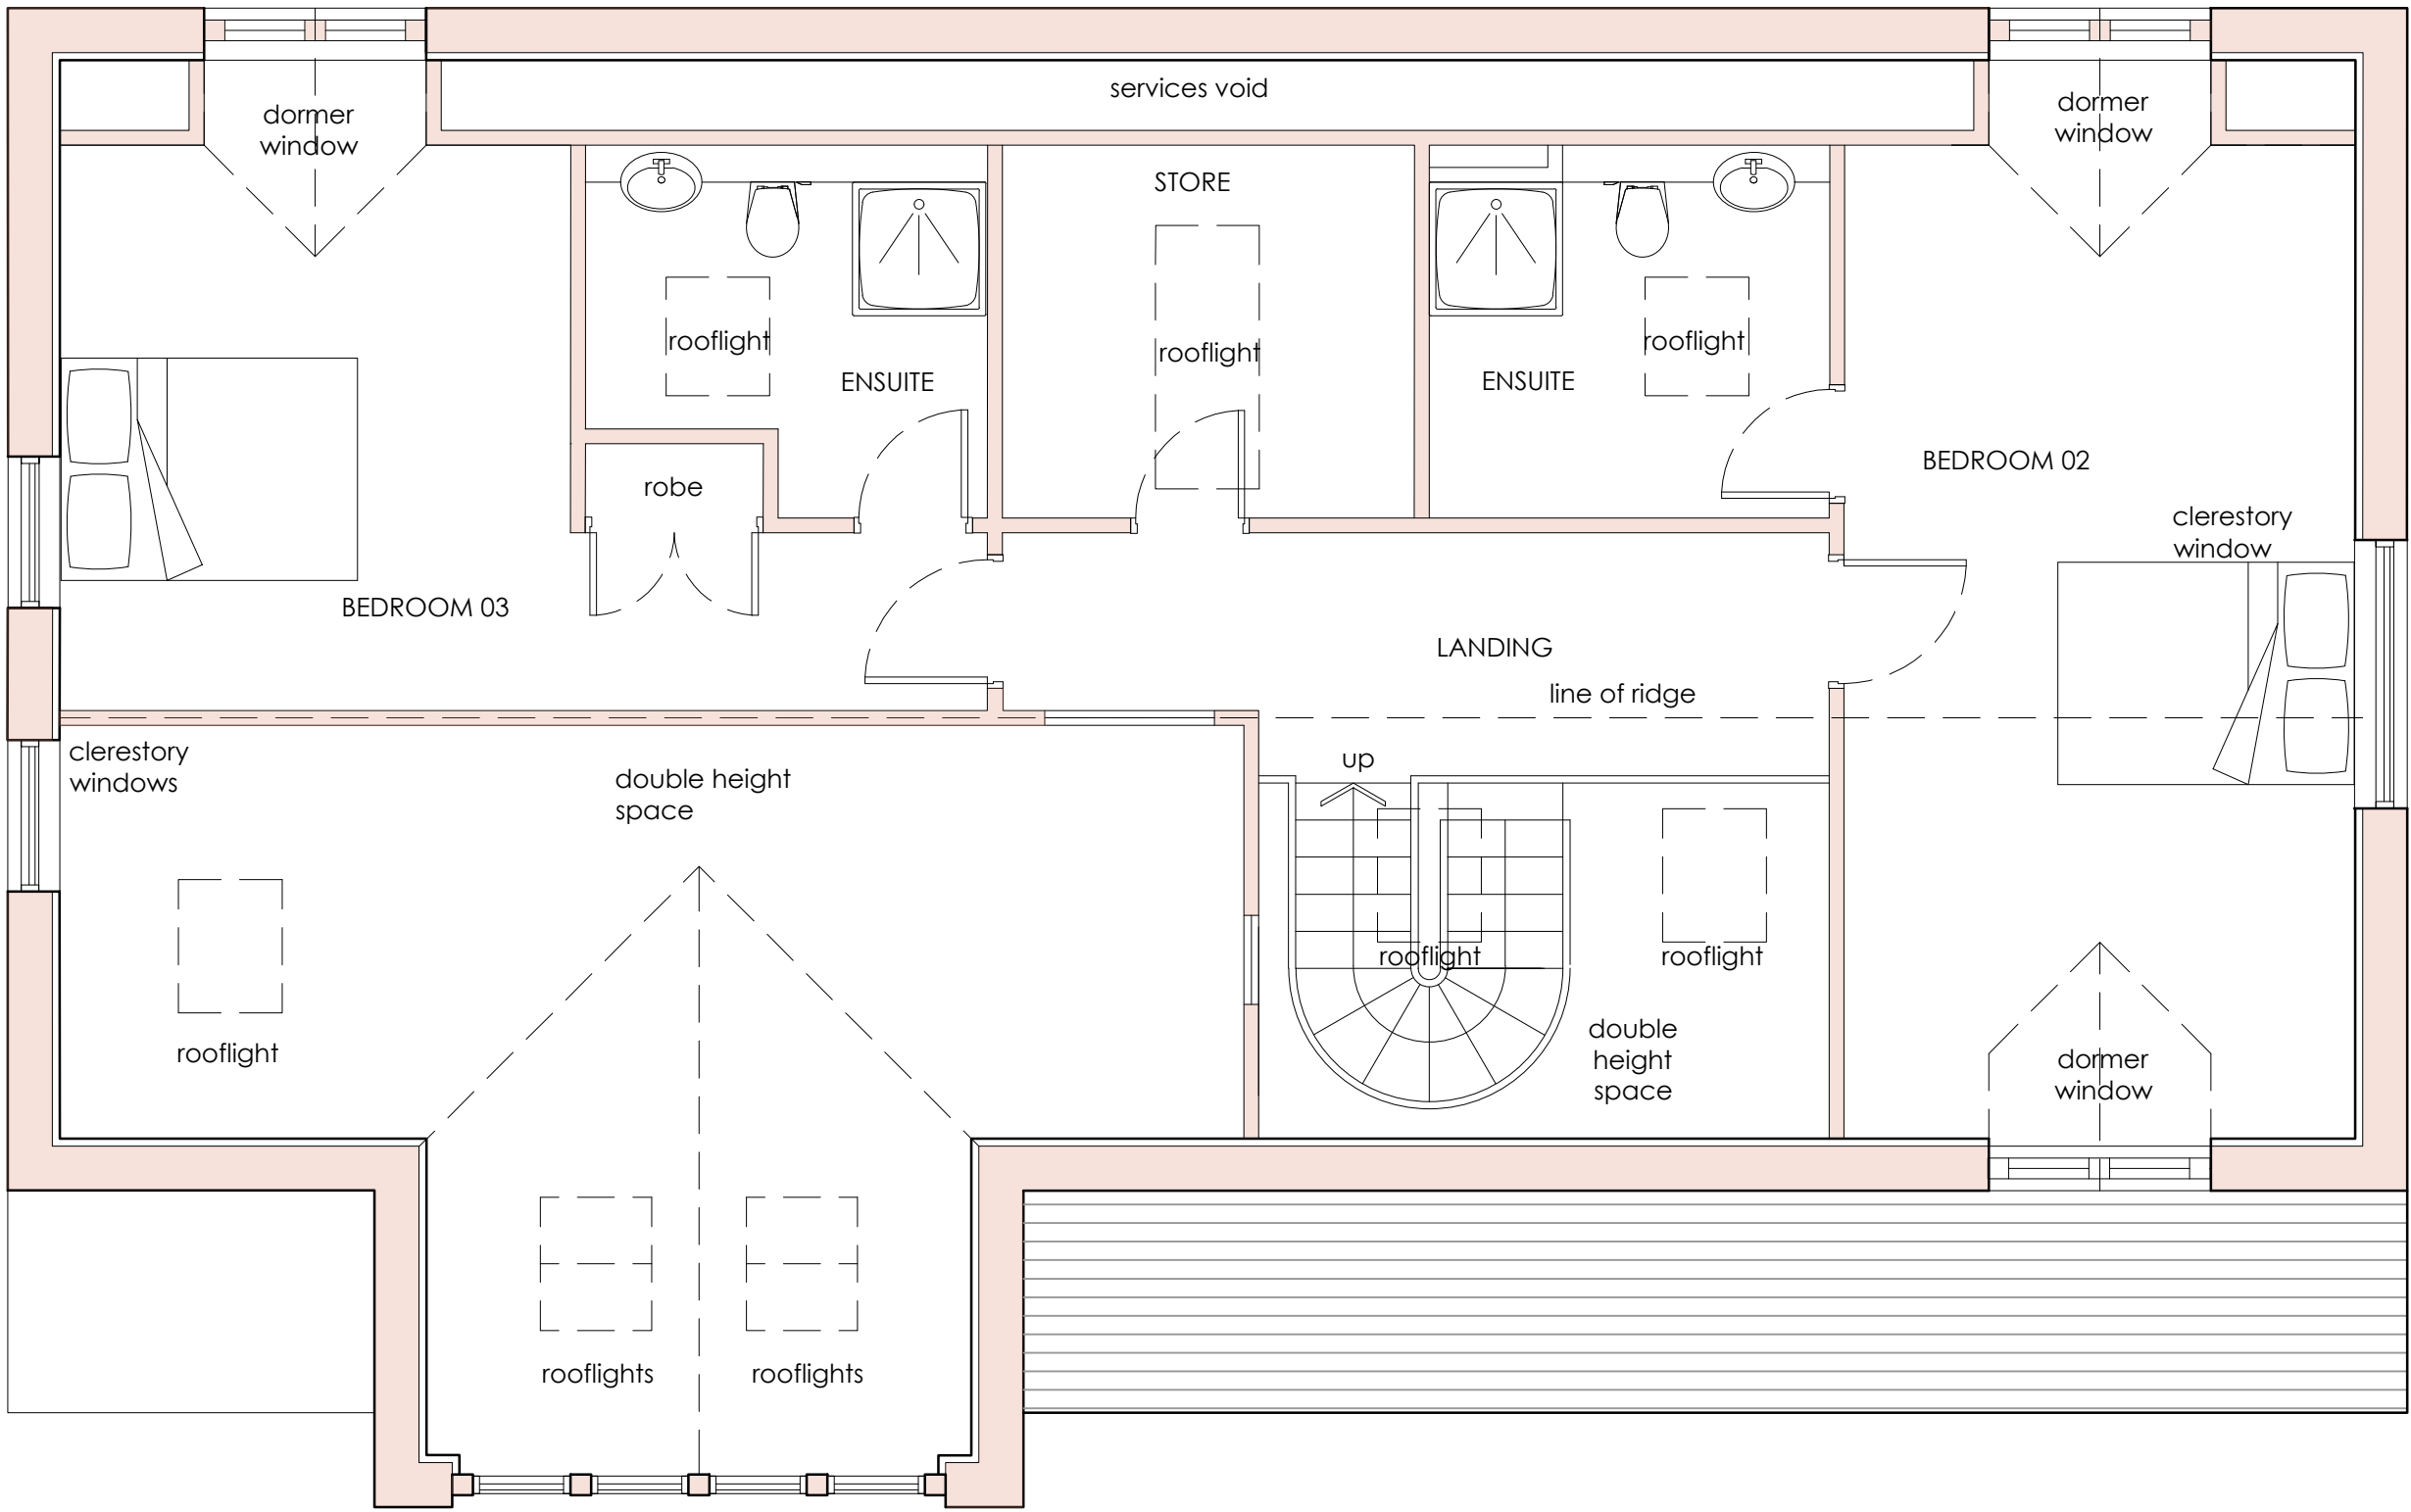 services void
dormer
window
dormer
window
STORE
rooflight
rooflight
rooflight
ENSUITE
ENSUITE
BEDROOM 02
robe
clerestory
window
BEDROOM 03
LANDING
line of ridge
clerestory
windows
up
double height
space
rooflight
rooflight
rooflight
double
height
space
dormer
window
rooflights
rooflights